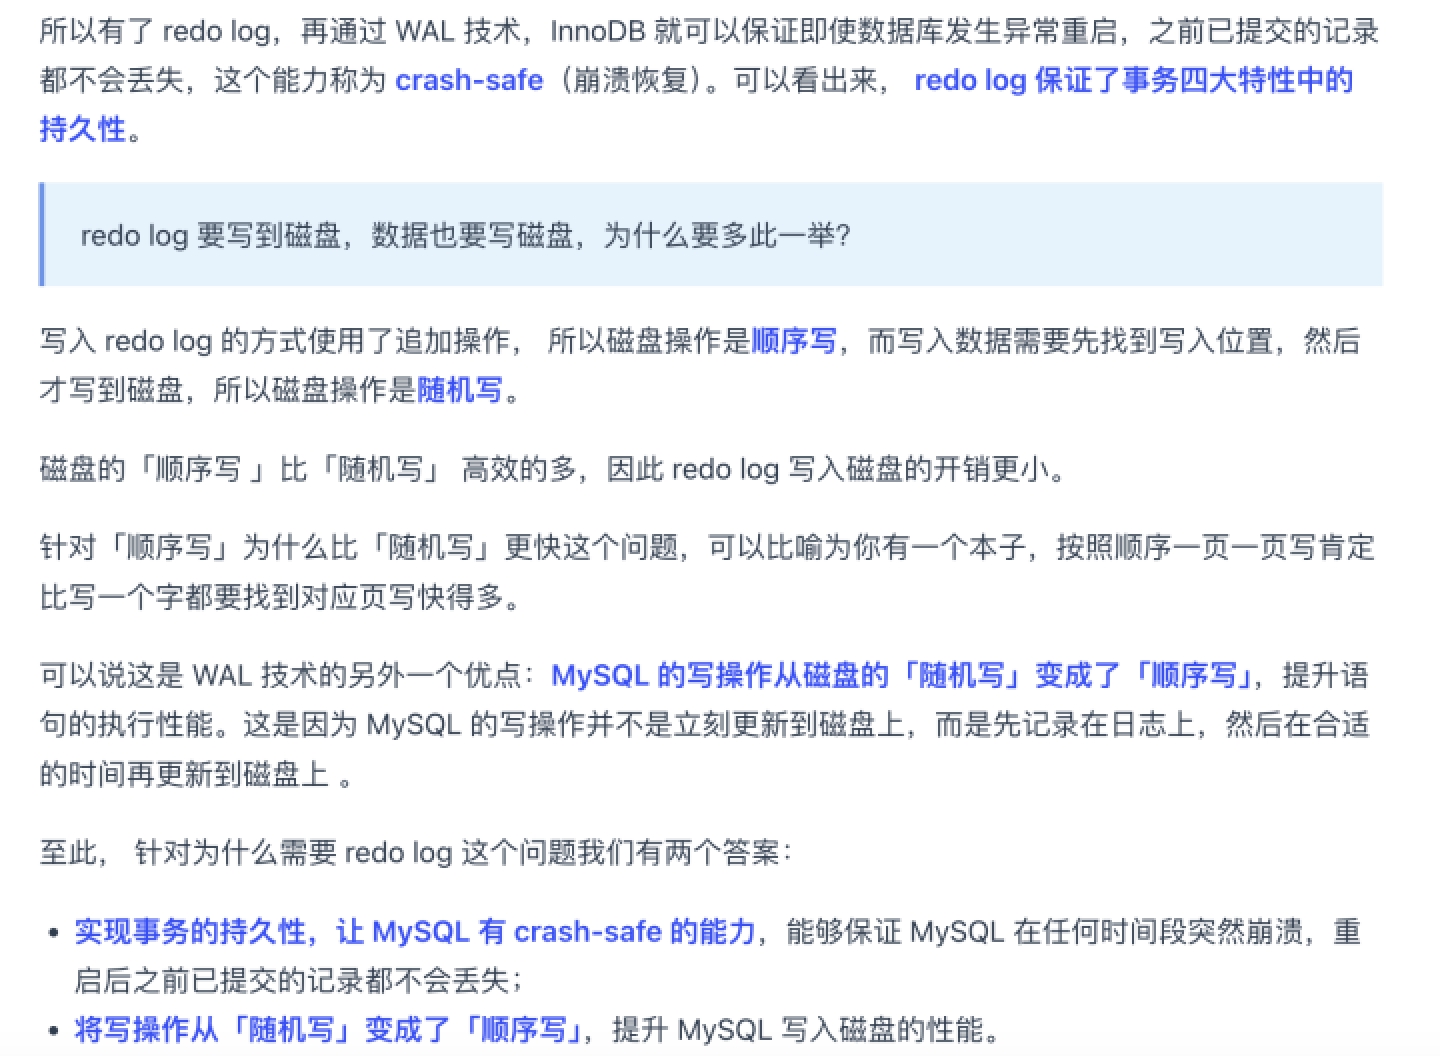 所以有了 redo log，再通过 WAL 技术，InnoDB 就可以保证即使数据库发生异常重启，之前已提交的记录
都不会丢失，这个能力称为 crash-safe（崩溃恢复）。可以看出来， redo log 保证了事务四大特性中的
持久性。
redo log 要写到磁盘，数据也要写磁盘，为什么要多此一举？
写入 redo log 的方式使用了追加操作， 所以磁盘操作是顺序写，而写入数据需要先找到写入位置，然后
才写到磁盘，所以磁盘操作是随机写。
磁盘的「顺序写 」比「随机写」 高效的多，因此 redo log 写入磁盘的开销更小。
针对「顺序写」为什么比「随机写」更快这个问题，可以比喻为你有一个本子，按照顺序一页一页写肯定
比写一个字都要找到对应页写快得多。
可以说这是 WAL 技术的另外一个优点：MySQL 的写操作从磁盘的「随机写」变成了「顺序写」，提升语
句的执行性能。这是因为 MySQL 的写操作并不是立刻更新到磁盘上，而是先记录在日志上，然后在合适
的时间再更新到磁盘上 。
至此， 针对为什么需要 redo log 这个问题我们有两个答案：
• 实现事务的持久性，让 MySQL 有 crash-safe 的能力，能够保证 MySQL 在任何时间段突然崩溃，重
启后之前已提交的记录都不会丢失；
• 将写操作从「随机写」变成了「顺序写」，提升 MySQL 写入磁盘的性能。